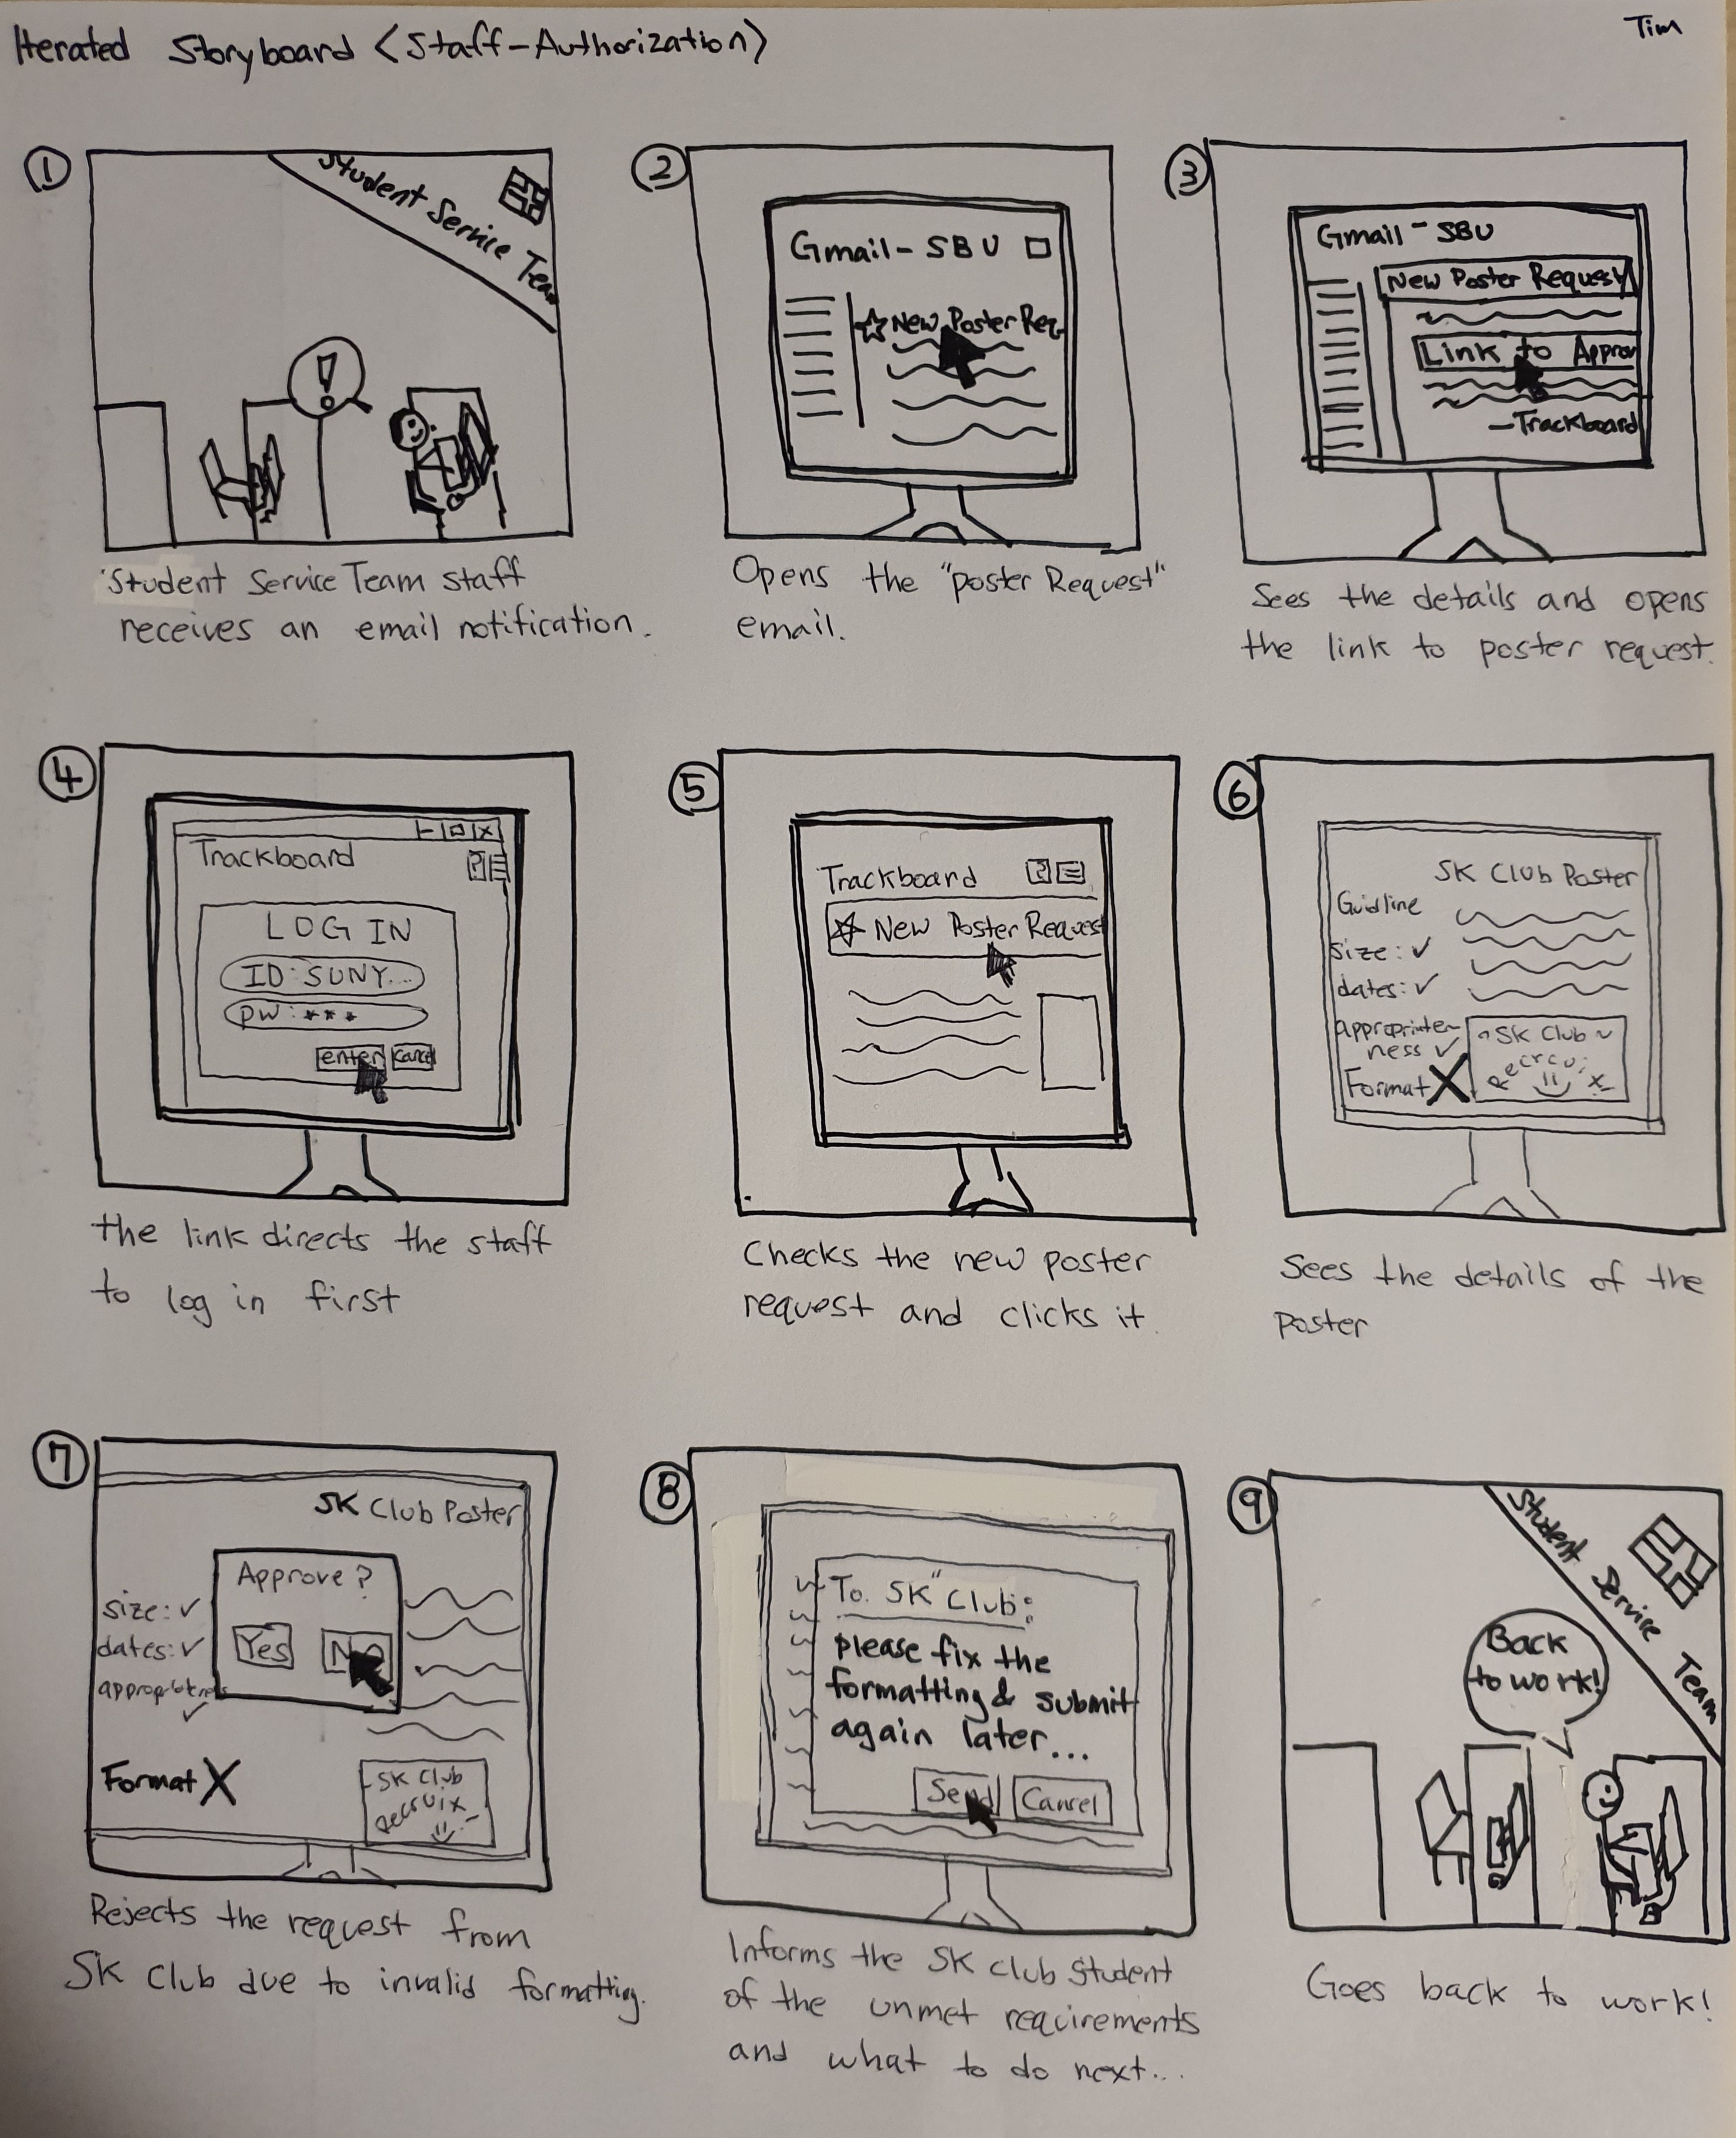 Iterated Storyboard <Staff-Authorization>
Tim
1
Student Service Team
!
Student Service Team staff
receives an email notification.
2
Gmail - SBU
☆ New Poster Req
Opens the "poster Request"
email.
3
Gmail - SBU
New Poster Request
Link to Approv
- Trackboard
Sees the details and opens
the link to poster request.
4
Trackboard
LOG IN
ID: SUNY...
PW: ***
enter Cancel
the link directs the staff
to log in first
5
Trackboard
☆ New Poster Request
Checks the new poster
request and clicks it.
6
SK Club Poster
Guidline
size: ✓
dates: ✓
appropriate-
ness ✓
Format X
~SK Club~
Recruit
Sees the details of the
poster
7
SK Club Poster
Approve?
Yes No
size: ✓
dates: ✓
appropriateness
✓
Format X
SK Club
Recruit
Rejects the request from
SK Club due to invalid formatting.
8
To. SK Club:
please fix the
formatting & submit
again later...
Send Cancel
Informs the SK club student
of the unmet requirements
and what to do next...
9
Student Service Team
Back
to work!
Goes back to work!